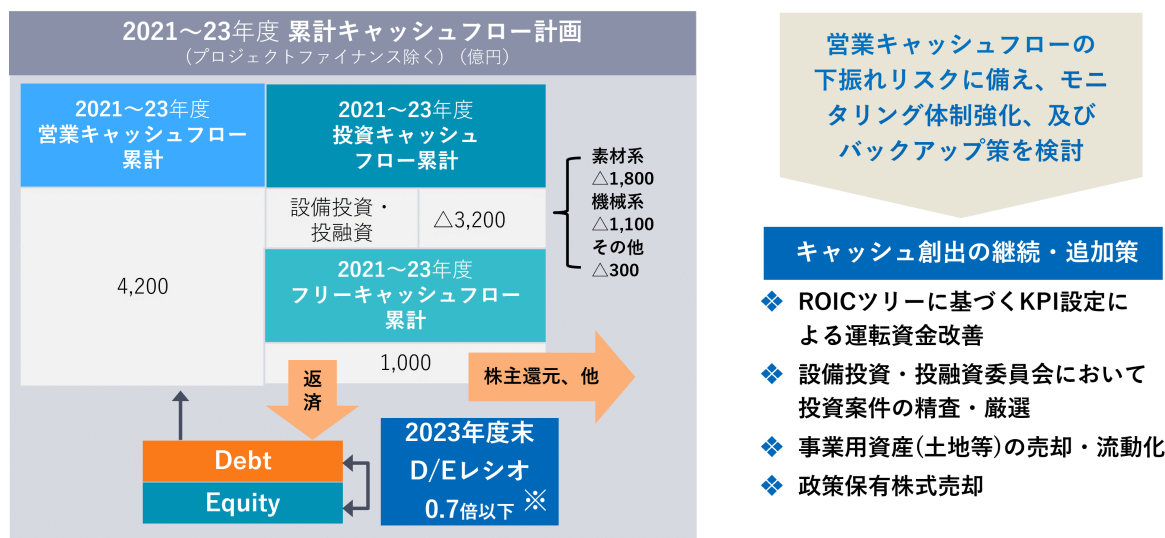 2021～23年度 累計キャッシュフロー計画
(プロジェクトファイナンス除く) (億円)
2021～23年度
営業キャッシュフロー
累計
4,200
2021～23年度
投資キャッシュ
フロー累計
設備投資・
投融資
△3,200
素材系
△1,800
機械系
△1,100
その他
△300
2021～23年度
フリーキャッシュフロー
累計
1,000
返
済
株主還元、他
Debt
Equity
2023年度末
D/Eレシオ
0.7倍以下 ※
営業キャッシュフローの
下振れリスクに備え、モニ
タリング体制強化、及び
バックアップ策を検討
キャッシュ創出の継続・追加策
❖ ROICツリーに基づくKPI設定に
よる運転資金改善
❖ 設備投資・投融資委員会において
投資案件の精査・厳選
❖ 事業用資産(土地等)の売却・流動化
❖ 政策保有株式売却